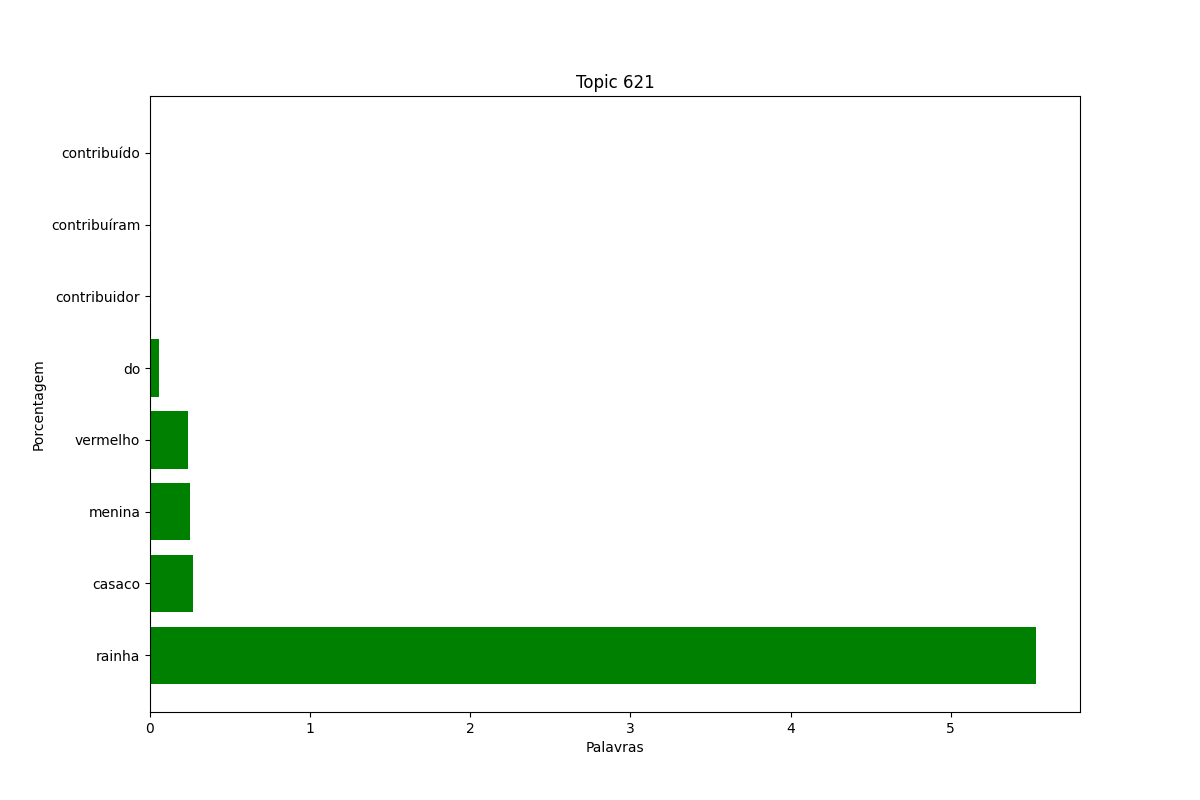 Topic 621
contribuído
contribuíram
contribuidor
do
vermelho
menina
casaco
rainha
Porcentagem
0 1 2 3 4 5
Palavras